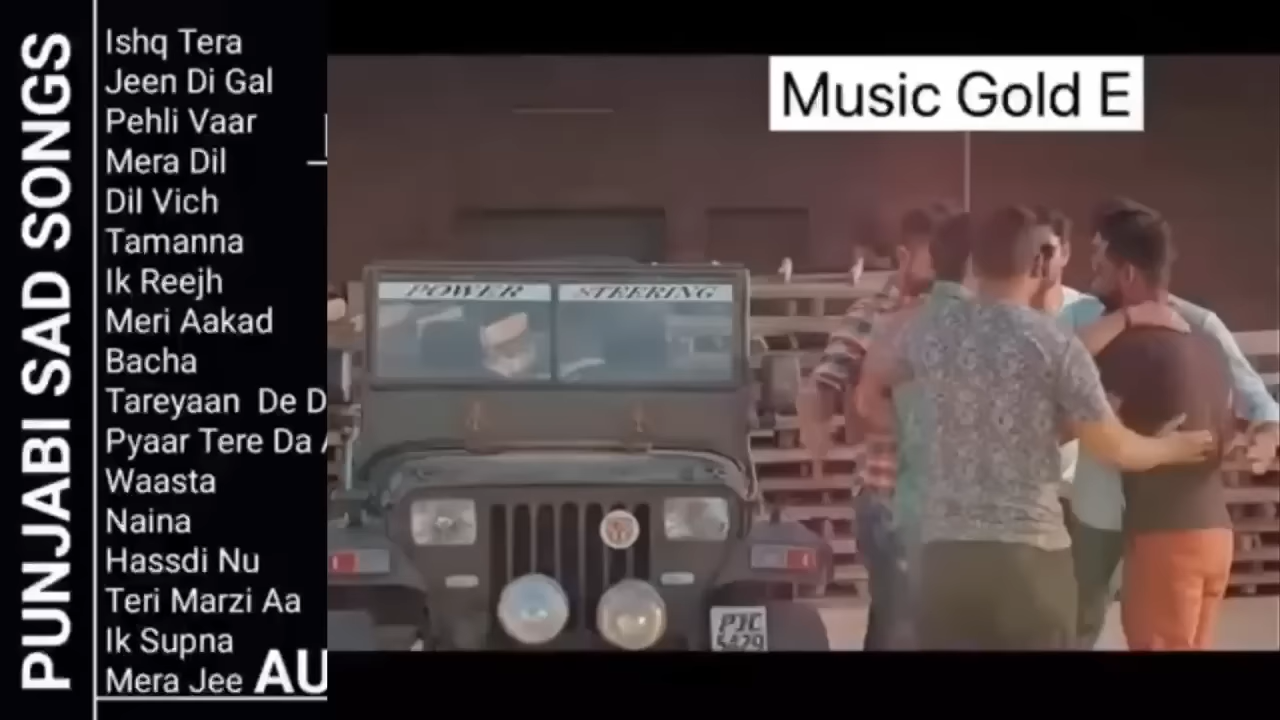 PUNJABI SAD SONGS
Ishq Tera
Jeen Di Gal
Pehli Vaar
Mera Dil
Dil Vich
Tamanna
Ik Reejh
Meri Aakad
Bacha
Tareyaan De D
Pyaar Tere Da
Waasta
Naina
Hassdi Nu
Teri Marzi Aa
Ik Supna
Mera Jee
AU
Music Gold E
POWER STEERING
PJC
5429